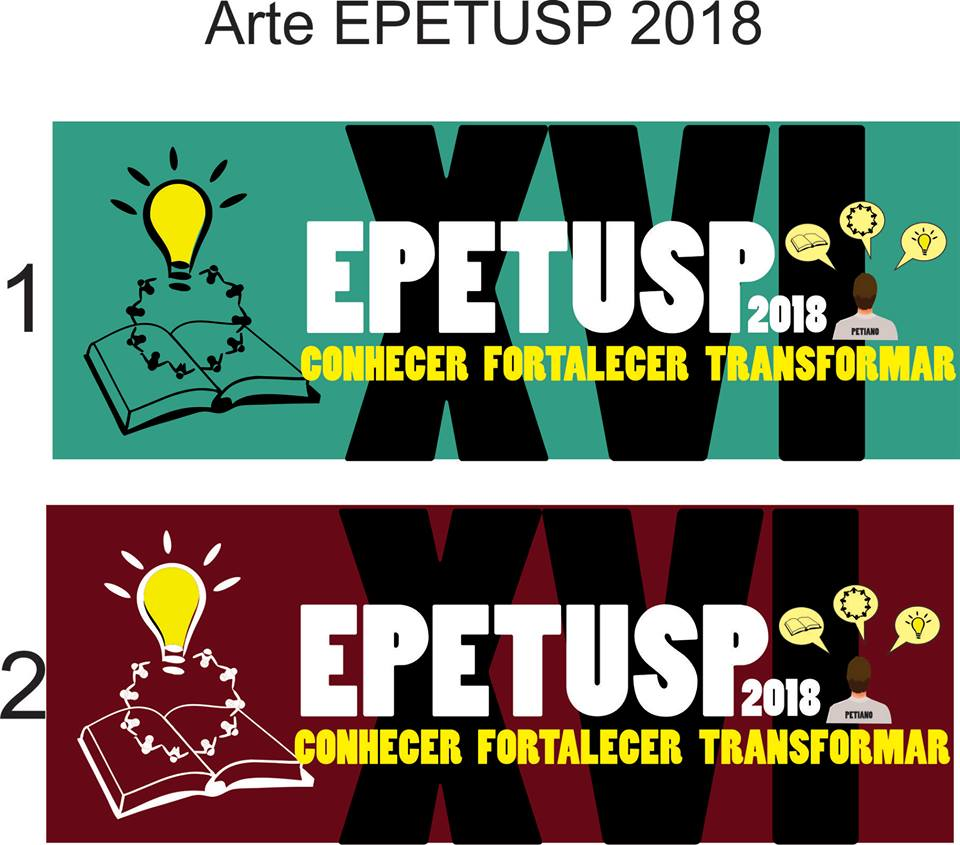 Arte EPETUSP 2018
1
XVI
EPETUSP
2018
PETIANO
CONHECER FORTALECER TRANSFORMAR
2
XVI
EPETUSP
2018
PETIANO
CONHECER FORTALECER TRANSFORMAR